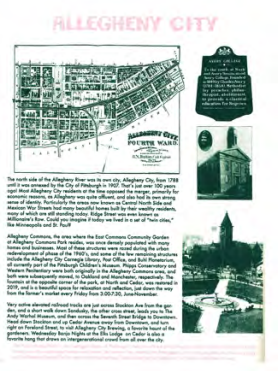 ALLEGHENY CITY
AVERY COLLEGE
ALLEGHENY CITY
FOURTH WARD.
The north side of the Allegheny River was its own city, Allegheny City, from 1788
until it was annexed by the City of Pittsburgh in 1907. That's just over 100 years
ago! Most Allegheny City residents at the time opposed the merger, primarily for
economic reasons, as Allegheny was quite affluent, and also had its own strong
sense of identity. Particularly the areas now known as Central North Side and
Mexican War Streets had many beautiful homes built by their wealthy residents,
many of which are still standing today. Ridge Street was even known as
Millionaire's Row. Could you imagine if today we lived in a set of "twin cities"
like Minneapolis and St. Paul?
Allegheny Commons, the area where the East Commons Community Garden
at Allegheny Commons Park resides, was once densely populated with many
homes and businesses. Most of these structures were razed during the urban
redevelopment phase of the 1960's, and some of the few remaining structures
include the Allegheny City Carnegie Library, Post Office, and Buhl Planetarium,
all currently part of the Pittsburgh Children's Museum. Phipps Conservatory and
Western Penitentiary were both originally in the Allegheny Commons area, and
both were subsequently moved, to Oakland and Manchester, respectively. The
fountain at the opposite corner of the park, at North and Cedar, was restored in
2019, and is a beautiful space for relaxation and reflection, just down the way
from the farmer's market every Friday from 3:00-7:30, June-November.
Very active elevated railroad tracks are just across Stockton Ave from the gar-
den, and a short walk down Sandusky, the other cross street, leads you to The
Andy Warhol Museum, and then across the Seventh Street Bridge to Downtown.
Head down Stockton and up Cedar Avenue away from Downtown, and turn
right on Foreland Street to visit Allegheny City Brewing, a favorite haunt of the
gardeners. Wednesday Banjo Nights at the Elks Lodge on Cedar is also a
favorite hang that draws an intergenerational crowd from all over the city.